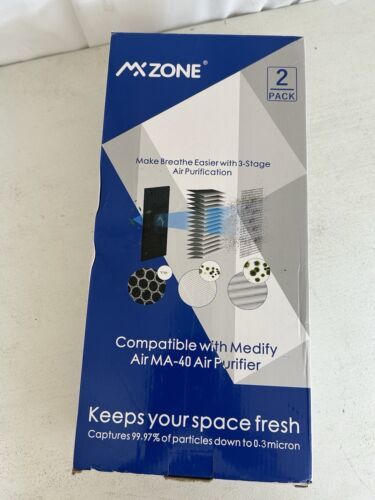 MXZONE®
2
PACK
Make Breathe Easier with 3-Stage
Air Purification
Compatible with Medify
Air MA-40 Air Purifier
Keeps your space fresh
Captures 99.97% of particles down to 0.3 micron